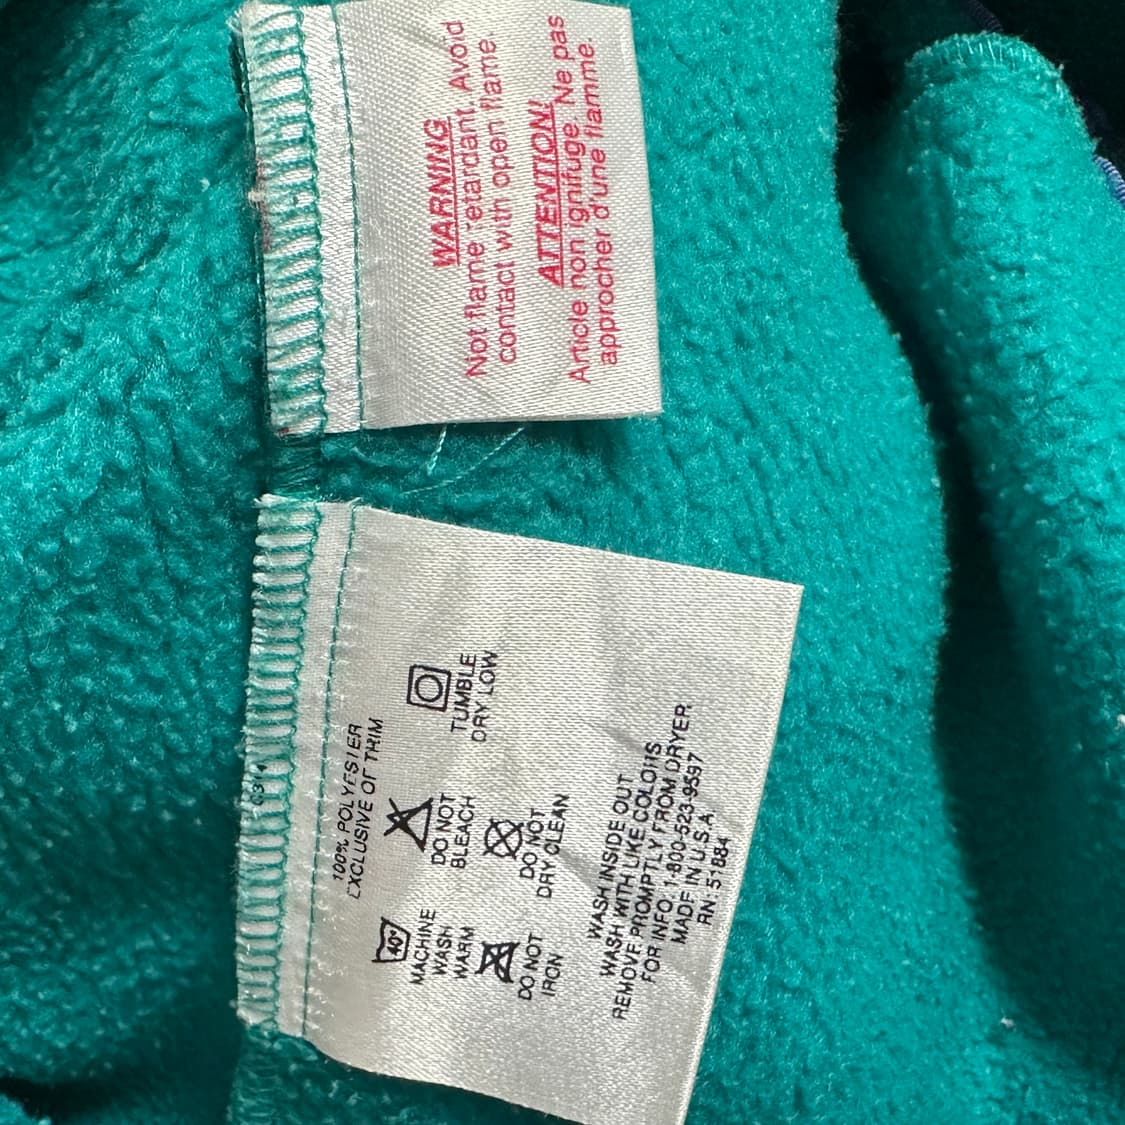 WARNING
Not flame retardant. Avoid
contact with open flame.
ATTENTION!
Article non ignifuge. Ne pas
approcher d'une flamme.
100% POLYESTER
EXCLUSIVE OF TRIM
40°
MACHINE
WASH
WARM
DO NOT
BLEACH
TUMBLE
DRY LOW
DO NOT
IRON
DO NOT
DRY CLEAN
WASH INSIDE OUT
WASH WITH LIKE COLORS
REMOVE PROMPTLY FROM DRYER
FOR INFO. 1-800-523-9597
MADE IN U.S.A.
RN: 51884